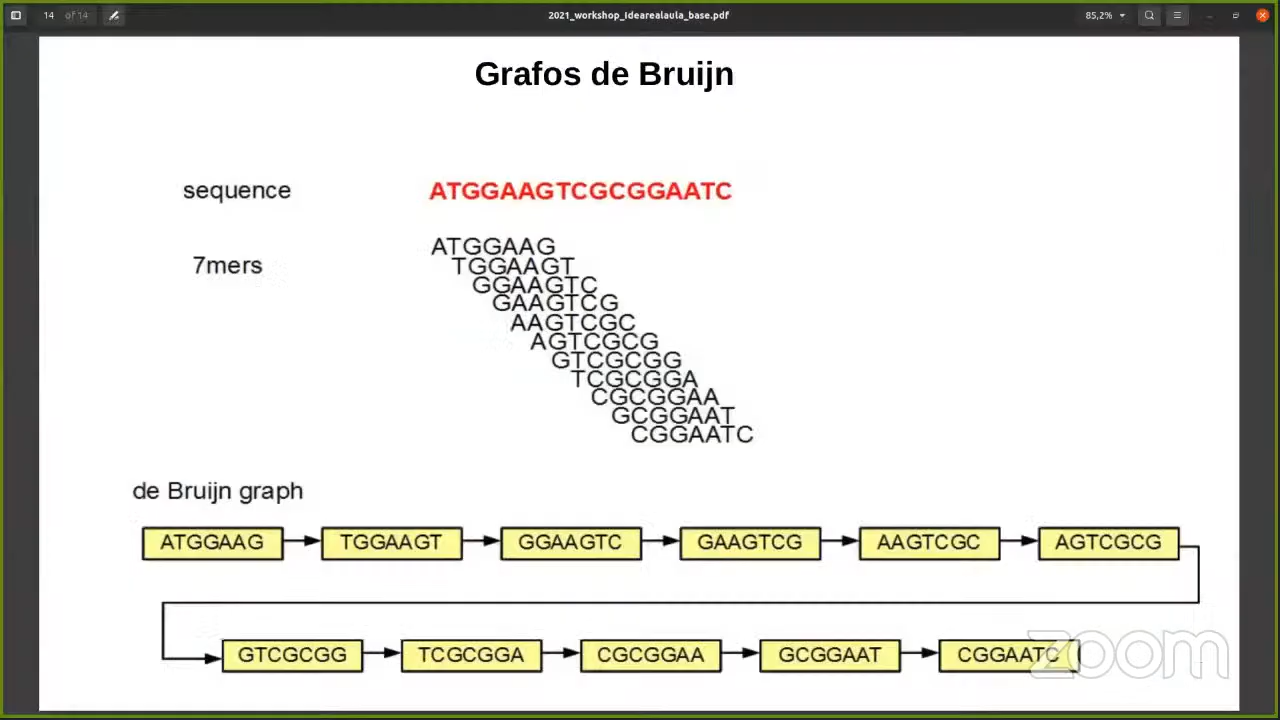 14 of 14
2021_workshop_idearealaula_base.pdf
85,2%
Grafos de Bruijn
sequence ATGGAAGTCGCGGAATC
7mers
ATGGAAG
TGGAAGT
GGAAGTC
GAAGTCG
AAGTCGC
AGTCGCG
GTCGCGG
TCGCGGA
CGCGGAA
GCGGAAT
CGGAATC
de Bruijn graph
ATGGAAG TGGAAGT GGAAGTC GAAGTCG AAGTCGC AGTCGCG
GTCGCGG TCGCGGA CGCGGAA GCGGAAT CGGAATC
zoom